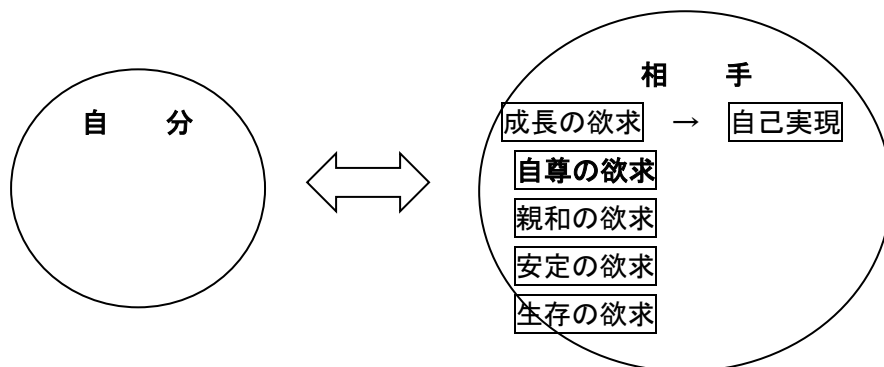 自　　分
相　　手
成長の欲求 → 自己実現
自尊の欲求
親和の欲求
安定の欲求
生存の欲求